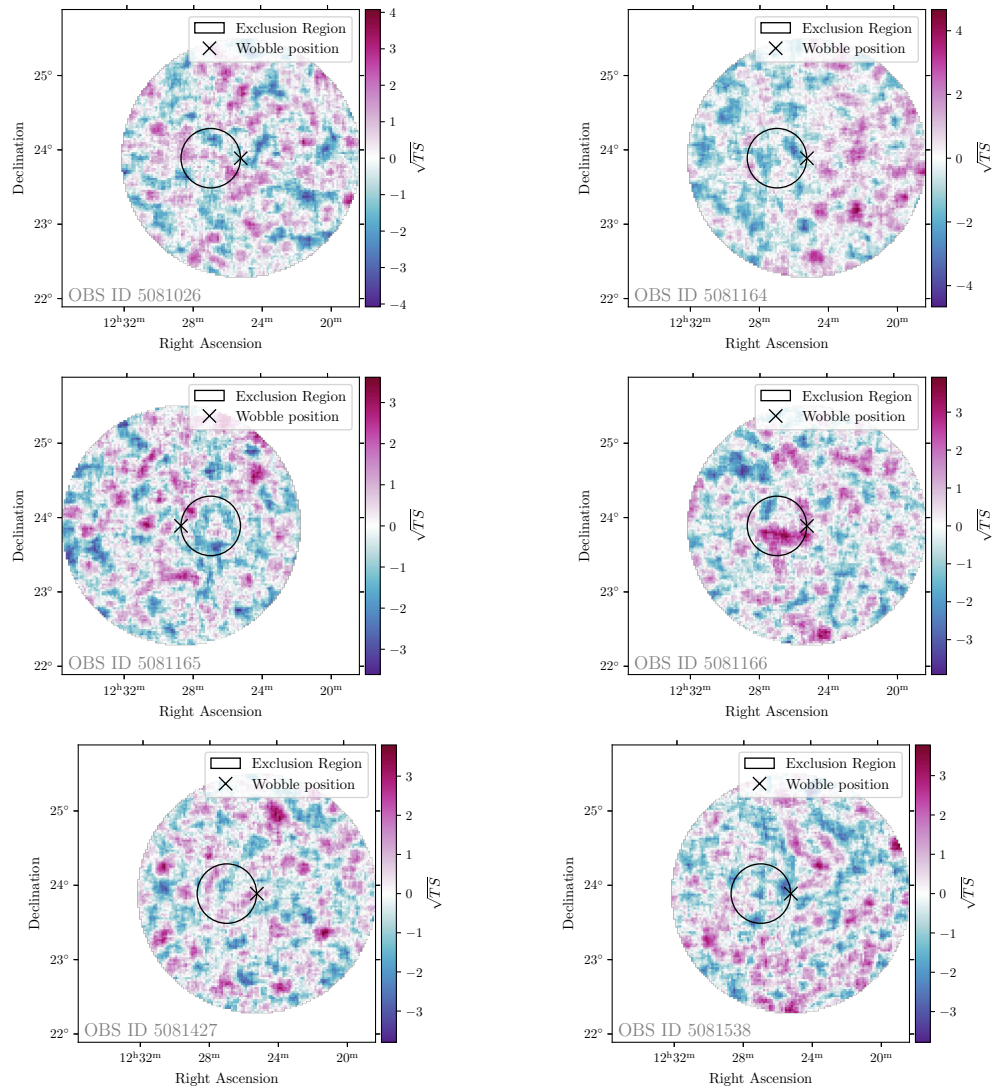 Exclusion Region
Wobble position
25°
24°
23°
22°
Declination
OBS ID 5081026
12ʰ32ᵐ 28ᵐ 24ᵐ 20ᵐ
Right Ascension
4
3
2
1
0
−1
−2
−3
−4
√TS
Exclusion Region
Wobble position
25°
24°
23°
22°
Declination
OBS ID 5081164
12ʰ32ᵐ 28ᵐ 24ᵐ 20ᵐ
Right Ascension
4
2
0
−2
−4
√TS
Exclusion Region
Wobble position
25°
24°
23°
22°
Declination
OBS ID 5081165
12ʰ32ᵐ 28ᵐ 24ᵐ 20ᵐ
Right Ascension
3
2
1
0
−1
−2
−3
√TS
Exclusion Region
Wobble position
25°
24°
23°
22°
Declination
OBS ID 5081166
12ʰ32ᵐ 28ᵐ 24ᵐ 20ᵐ
Right Ascension
3
2
1
0
−1
−2
−3
√TS
Exclusion Region
Wobble position
25°
24°
23°
22°
Declination
OBS ID 5081427
12ʰ32ᵐ 28ᵐ 24ᵐ 20ᵐ
Right Ascension
3
2
1
0
−1
−2
−3
√TS
Exclusion Region
Wobble position
25°
24°
23°
22°
Declination
OBS ID 5081538
12ʰ32ᵐ 28ᵐ 24ᵐ 20ᵐ
Right Ascension
3
2
1
0
−1
−2
−3
√TS